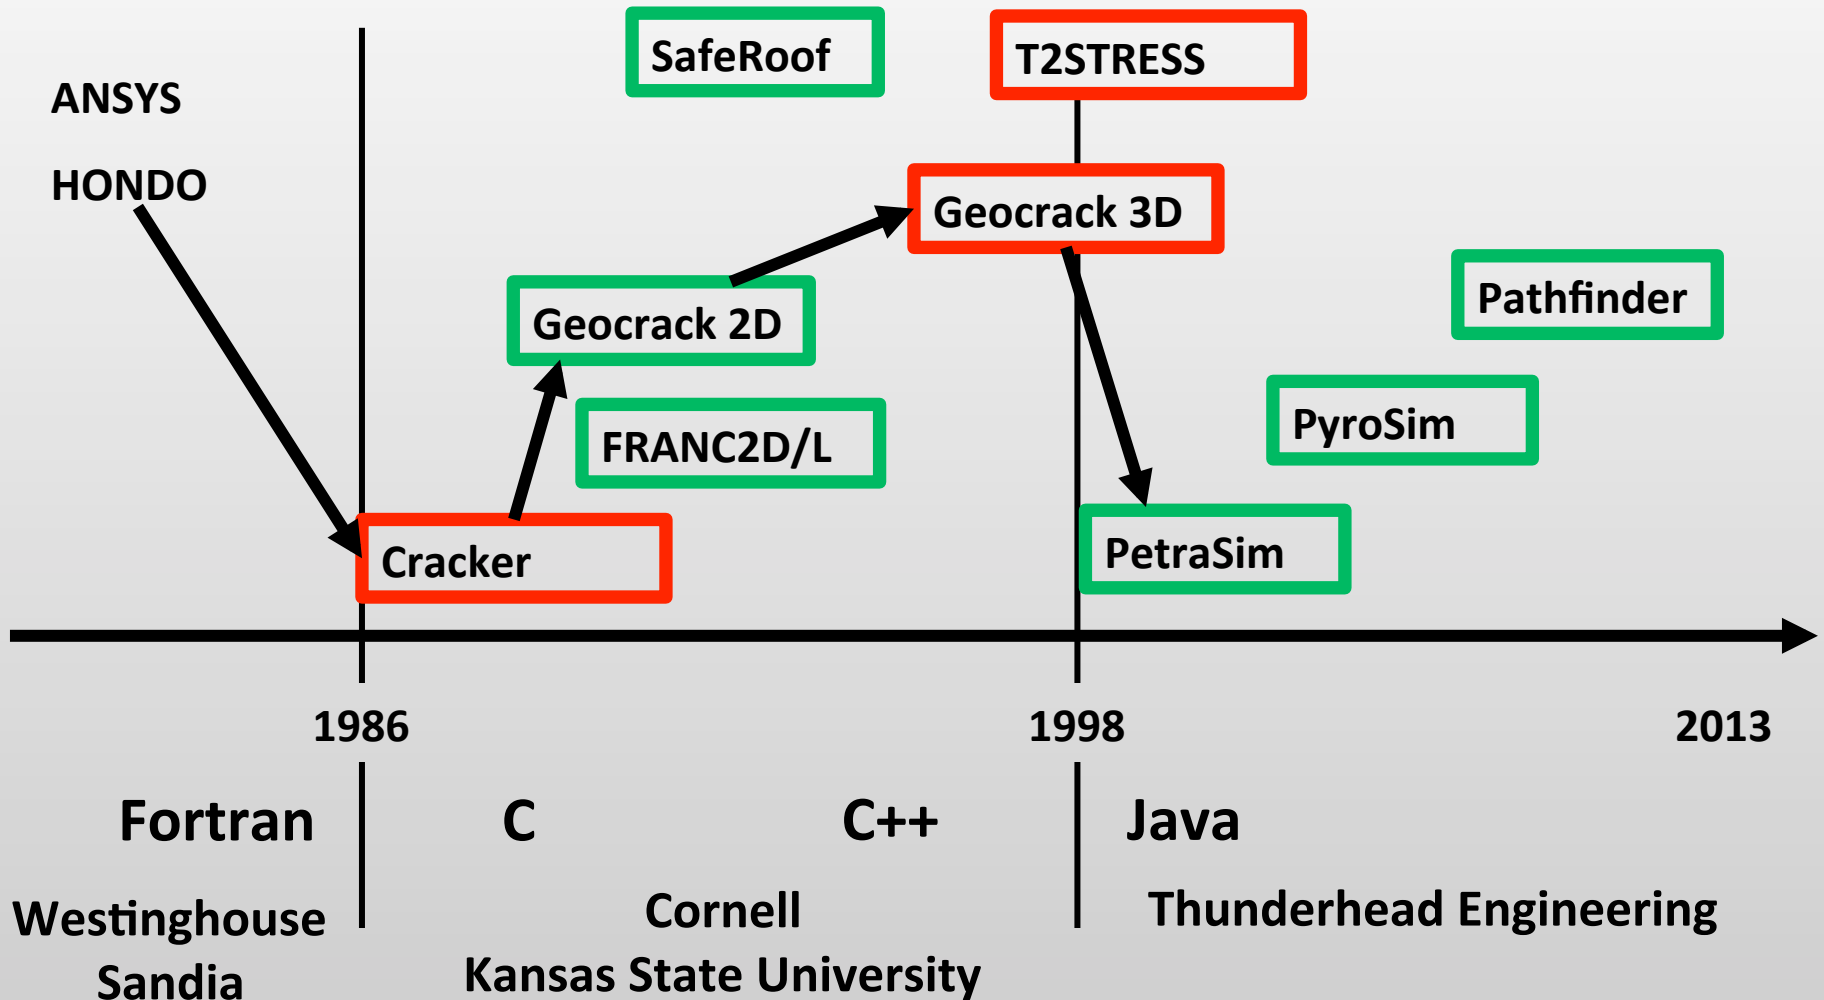 SafeRoof
T2STRESS
ANSYS
HONDO
Geocrack 3D
Geocrack 2D
Pathfinder
FRANC2D/L
PyroSim
Cracker
PetraSim
1986
1998
2013
Fortran
C
C++
Java
Westinghouse
Sandia
Cornell
Kansas State University
Thunderhead Engineering